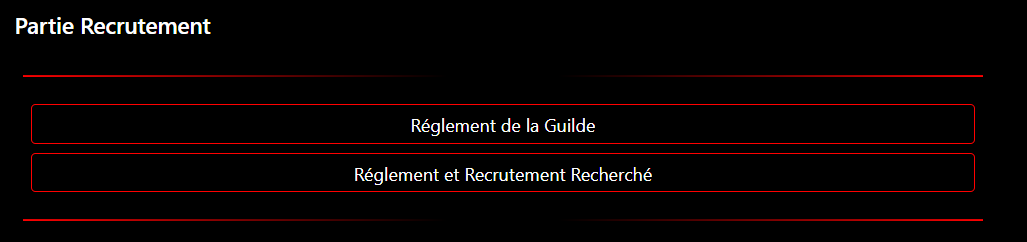 Partie Recrutement
Réglement de la Guilde
Réglement et Recrutement Recherché